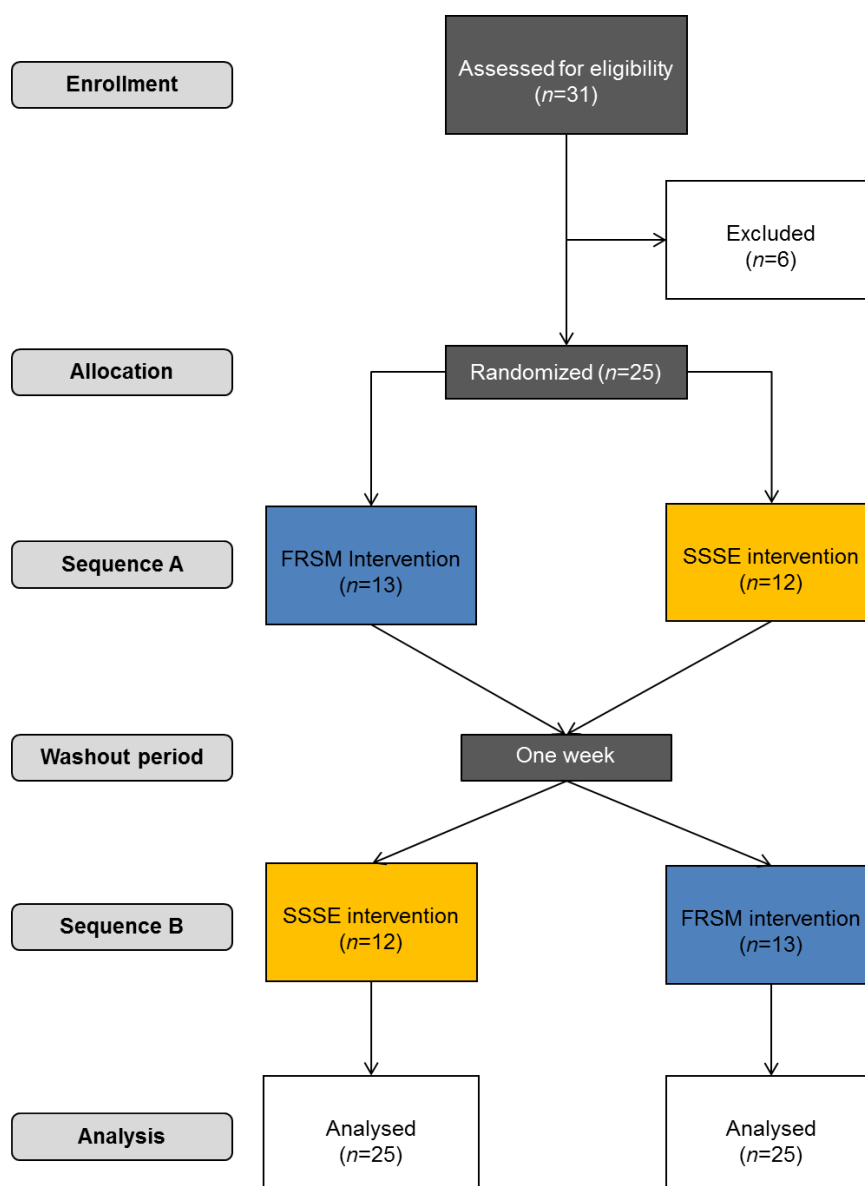 Enrollment
Assessed for eligibility
(n=31)
Excluded
(n=6)
Allocation
Randomized (n=25)
Sequence A
FRSM Intervention
(n=13)
SSSE intervention
(n=12)
Washout period
One week
Sequence B
SSSE intervention
(n=12)
FRSM intervention
(n=13)
Analysis
Analysed
(n=25)
Analysed
(n=25)